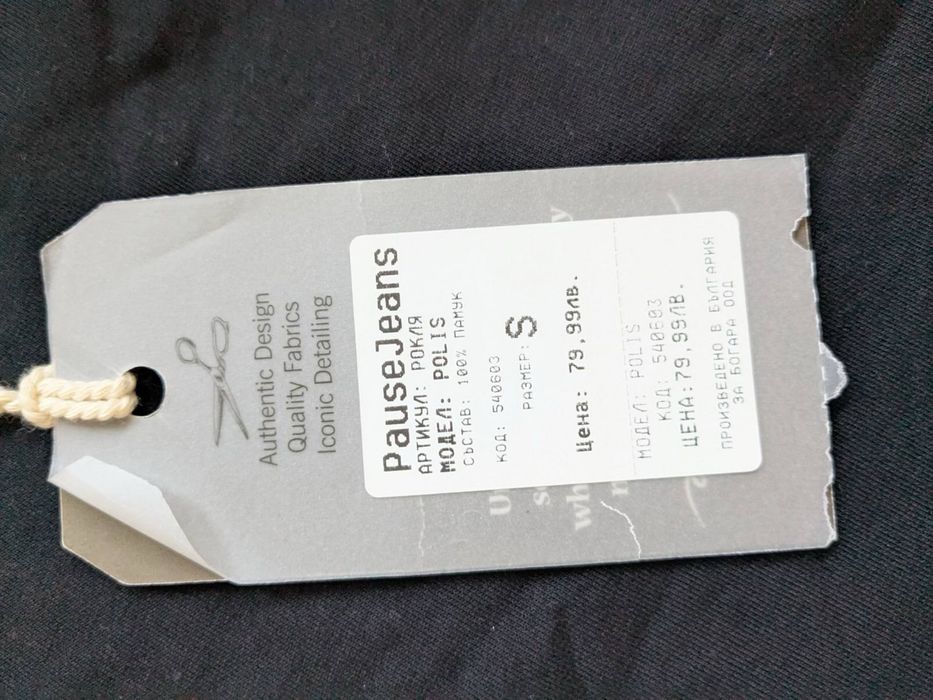 Authentic Design
Quality Fabrics
Iconic Detailling
PauseJeans
АРТИКУЛ: РОКЛЯ
МОДЕЛ: POLIS
СЪСТАВ: 100% ПАМУК
КОД: 540603
РАЗМЕР: S
Цена: 79,99лв.
МОДЕЛ: POLIS
КОД: 540603
ЦЕНА:79,99ЛВ.
ПРОИЗВЕДЕНО В БЪЛГАРИЯ
ЗА БОГАРА ООД